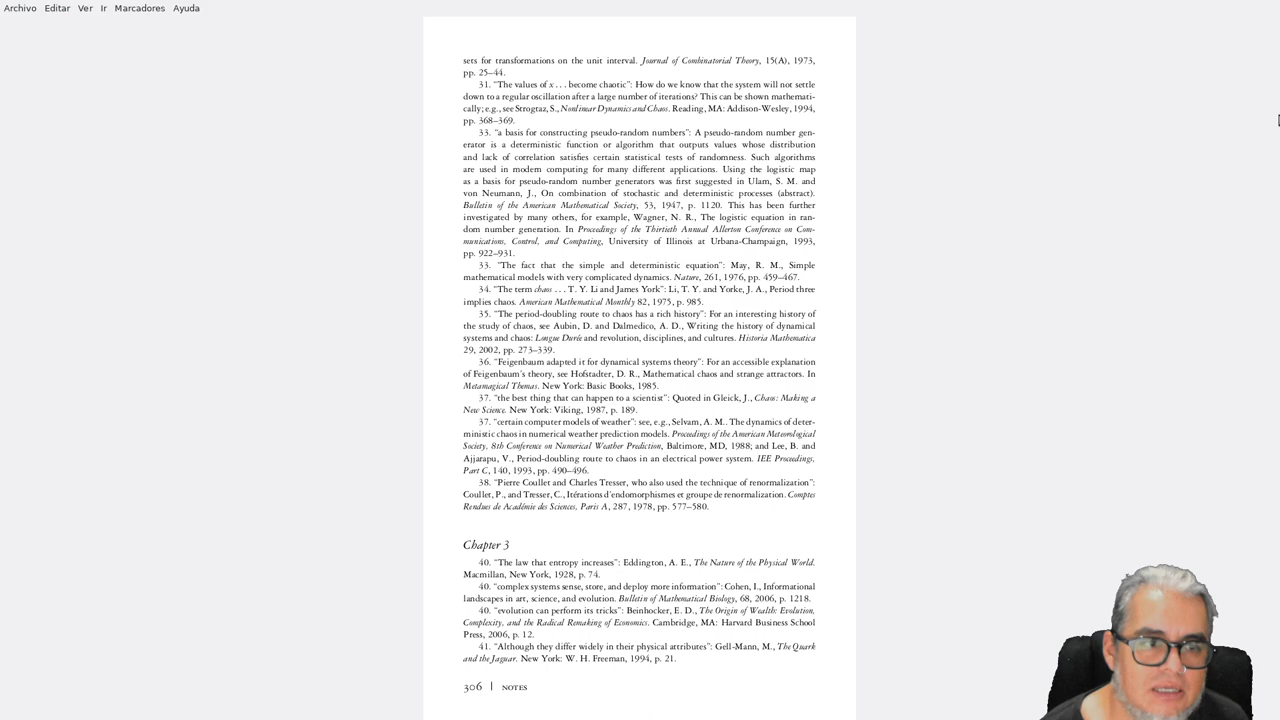 Archivo Editar Ver Ir Marcadores Ayuda
sets for transformations on the unit interval. Journal of Combinatorial Theory, 15(A), 1973,
pp. 25–44.
31. “The values of x . . . become chaotic”: How do we know that the system will not settle
down to a regular oscillation after a large number of iterations? This can be shown mathemati-
cally; e.g., see Strogtaz, S., Nonlinear Dynamics and Chaos. Reading, MA: Addison-Wesley, 1994,
pp. 368–369.
33. “a basis for constructing pseudo-random numbers”: A pseudo-random number gen-
erator is a deterministic function or algorithm that outputs values whose distribution
and lack of correlation satisfies certain statistical tests of randomness. Such algorithms
are used in modern computing for many different applications. Using the logistic map
as a basis for pseudo-random number generators was first suggested in Ulam, S. M. and
von Neumann, J., On combination of stochastic and deterministic processes (abstract).
Bulletin of the American Mathematical Society, 53, 1947, p. 1120. This has been further
investigated by many others, for example, Wagner, N. R., The logistic equation in ran-
dom number generation. In Proceedings of the Thirtieth Annual Allerton Conference on Com-
munications, Control, and Computing, University of Illinois at Urbana-Champaign, 1993,
pp. 922–931.
33. “The fact that the simple and deterministic equation”: May, R. M., Simple
mathematical models with very complicated dynamics. Nature, 261, 1976, pp. 459–467.
34. “The term chaos . . . T. Y. Li and James York”: Li, T. Y. and Yorke, J. A., Period three
implies chaos. American Mathematical Monthly 82, 1975, p. 985.
35. “The period-doubling route to chaos has a rich history”: For an interesting history of
the study of chaos, see Aubin, D. and Dalmedico, A. D., Writing the history of dynamical
systems and chaos: Longue Durée and revolution, disciplines, and cultures. Historia Mathematica
29, 2002, pp. 273–339.
36. “Feigenbaum adapted it for dynamical systems theory”: For an accessible explanation
of Feigenbaum’s theory, see Hofstadter, D. R., Mathematical chaos and strange attractors. In
Metamagical Themas. New York: Basic Books, 1985.
37. “the best thing that can happen to a scientist”: Quoted in Gleick, J., Chaos: Making a
New Science. New York: Viking, 1987, p. 189.
37. “certain computer models of weather”: see, e.g., Selvam, A. M.. The dynamics of deter-
ministic chaos in numerical weather prediction models. Proceedings of the American Meteorological
Society, 8th Conference on Numerical Weather Prediction, Baltimore, MD, 1988; and Lee, B. and
Ajjarapu, V., Period-doubling route to chaos in an electrical power system. IEE Proceedings,
Part C, 140, 1993, pp. 490–496.
38. “Pierre Coullet and Charles Tresser, who also used the technique of renormalization”:
Coullet, P., and Tresser, C., Itérations d’endomorphismes et groupe de renormalization. Comptes
Rendues de Académie des Sciences, Paris A, 287, 1978, pp. 577–580.
Chapter 3
40. “The law that entropy increases”: Eddington, A. E., The Nature of the Physical World.
Macmillan, New York, 1928, p. 74.
40. “complex systems sense, store, and deploy more information”: Cohen, I., Informational
landscapes in art, science, and evolution. Bulletin of Mathematical Biology, 68, 2006, p. 1218.
40. “evolution can perform its tricks”: Beinhocker, E. D., The Origin of Wealth: Evolution,
Complexity, and the Radical Remaking of Economics. Cambridge, MA: Harvard Business School
Press, 2006, p. 12.
41. “Although they differ widely in their physical attributes”: Gell-Mann, M., The Quark
and the Jaguar. New York: W. H. Freeman, 1994, p. 21.
306 | NOTES